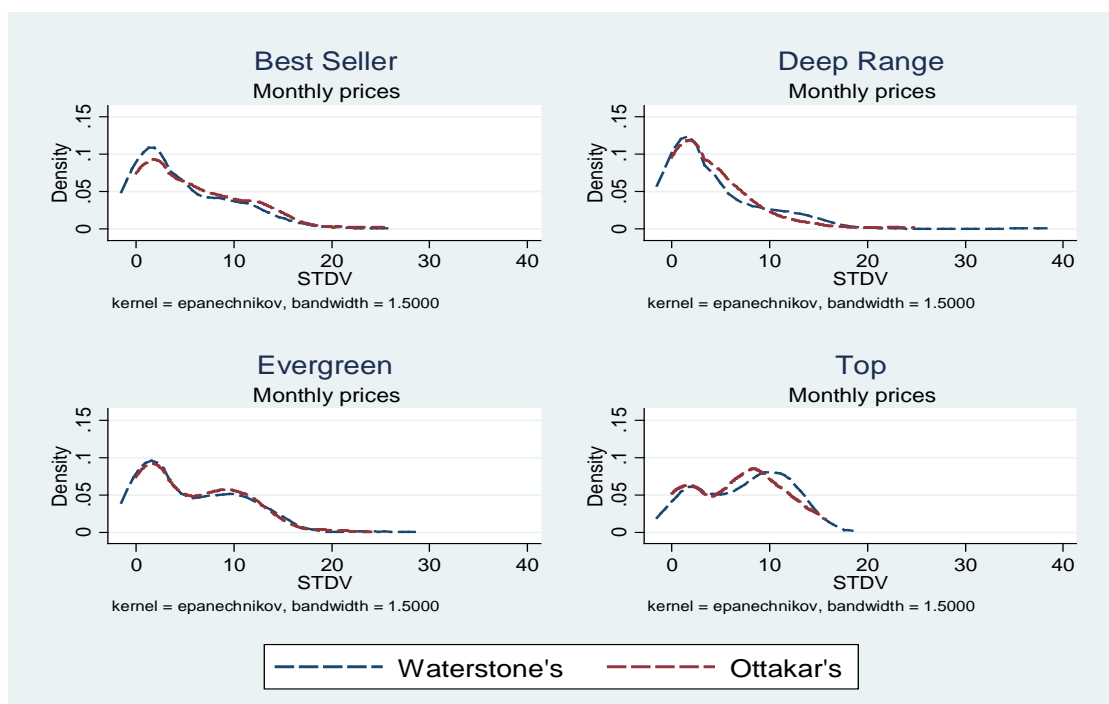 Best Seller
Monthly prices
Density
.15
.1
.05
0
0 10 20 30 40
STDV
kernel = epanechnikov, bandwidth = 1.5000
Deep Range
Monthly prices
Density
.15
.1
.05
0
0 10 20 30 40
STDV
kernel = epanechnikov, bandwidth = 1.5000
Evergreen
Monthly prices
Density
.15
.1
.05
0
0 10 20 30 40
STDV
kernel = epanechnikov, bandwidth = 1.5000
Top
Monthly prices
Density
.15
.1
.05
0
0 10 20 30 40
STDV
kernel = epanechnikov, bandwidth = 1.5000
Waterstone's Ottakar's